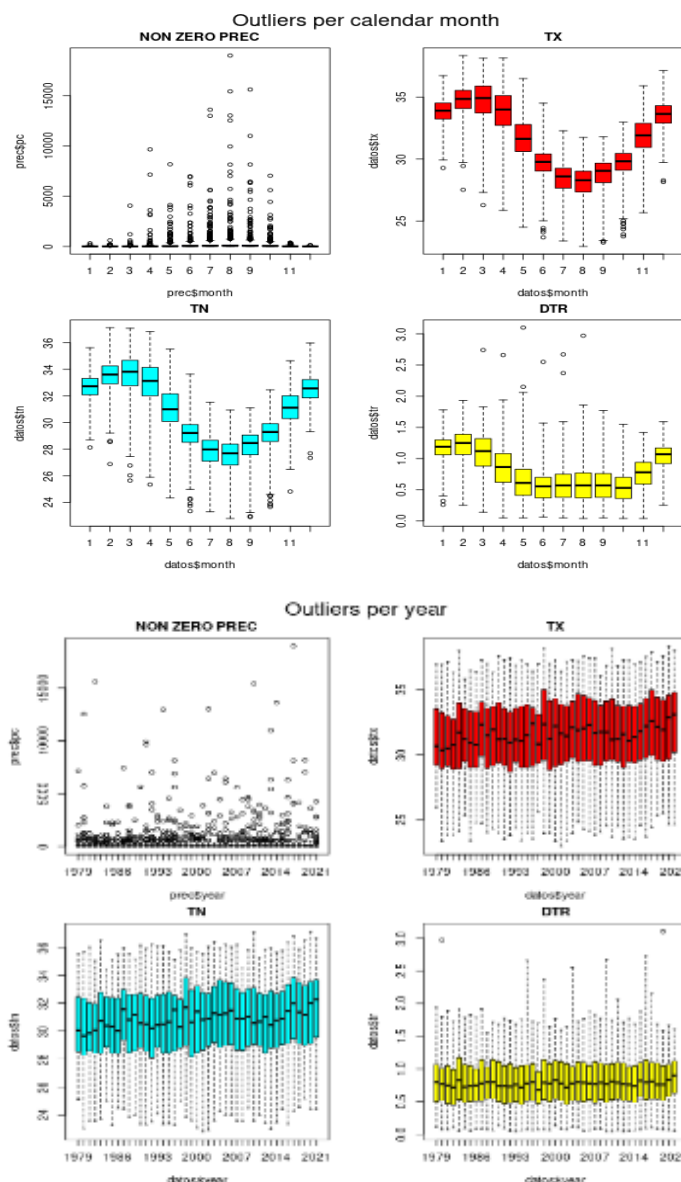 Outliers per calendar month
NON ZERO PREC
TX
prec$pc
0 5000 10000 15000
1 2 3 4 5 6 7 8 9 11
prec$month
datos$tx
25 30 35
1 2 3 4 5 6 7 8 9 11
datos$month
TN
DTR
datos$tn
24 26 28 30 32 34 36
1 2 3 4 5 6 7 8 9 11
datos$month
datos$tr
0.0 0.5 1.0 1.5 2.0 2.5 3.0
1 2 3 4 5 6 7 8 9 11
datos$month
Outliers per year
NON ZERO PREC
TX
prec$pc
0 5000 10000 15000
1979 1986 1993 2000 2007 2014 2021
prec$year
datos$tx
25 30 35
1979 1986 1993 2000 2007 2014
datos$year
TN
DTR
datos$tn
24 26 28 30 32 34 36
1979 1986 1993 2000 2007 2014 2021
datos$year
datos$tr
0.0 0.5 1.0 1.5 2.0 2.5 3.0
1979 1986 1993 2000 2007 2014
datos$year